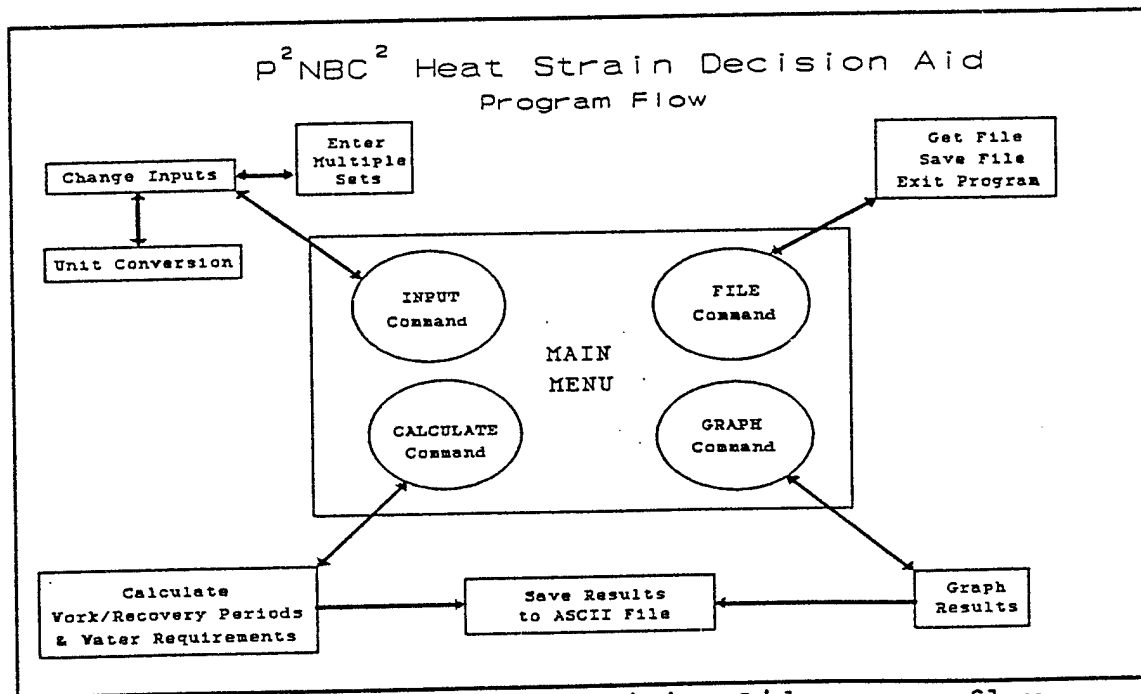 P²NBC² Heat Strain Decision Aid
Program Flow
Enter
Multiple
Sets
Change Inputs
Unit Conversion
Get File
Save File
Exit Program
INPUT
Command
FILE
Command
MAIN
MENU
CALCULATE
Command
GRAPH
Command
Calculate
Work/Recovery Periods
& Water Requirements
Save Results
to ASCII File
Graph
Results